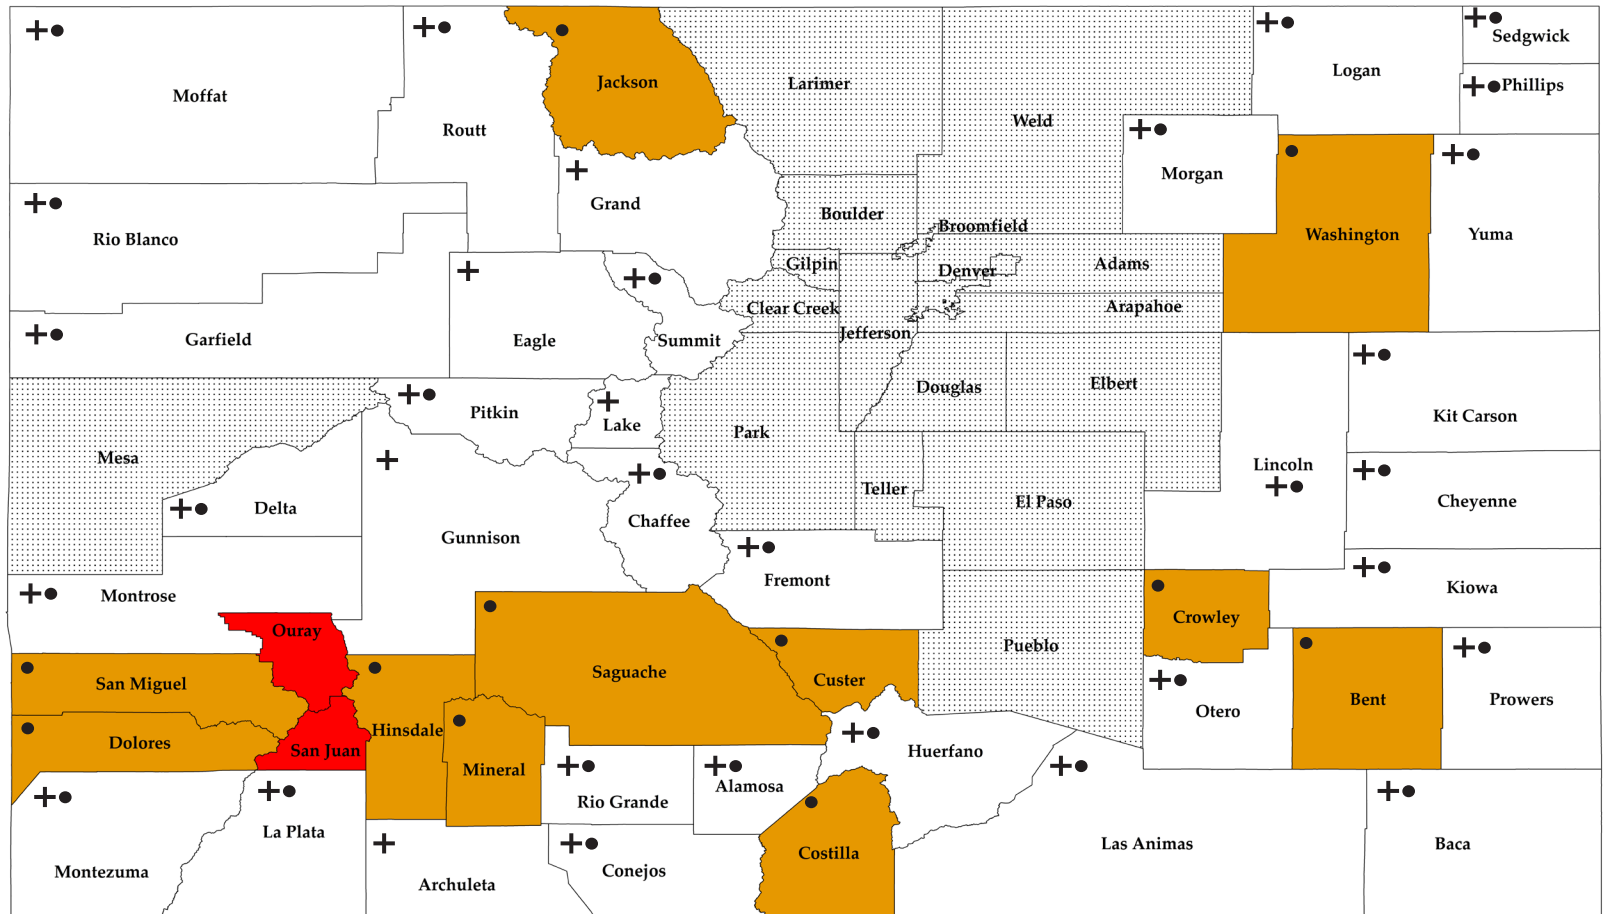 Sedgwick
Logan
Jackson
Larimer
Phillips
Moffat
Weld
Routt
Morgan
Grand
Boulder
Broomfield
Washington
Yuma
Rio Blanco
Gilpin
Denver
Adams
Clear Creek
Arapahoe
Jefferson
Garfield
Eagle
Summit
Douglas
Elbert
Pitkin
Kit Carson
Lake
Park
Mesa
Lincoln
Teller
El Paso
Cheyenne
Delta
Chaffee
Gunnison
Fremont
Kiowa
Montrose
Crowley
Ouray
Pueblo
Saguache
Custer
San Miguel
Bent
Prowers
Otero
Hinsdale
Dolores
San Juan
Huerfano
Mineral
Alamosa
Rio Grande
La Plata
Las Animas
Baca
Costilla
Montezuma
Conejos
Archuleta